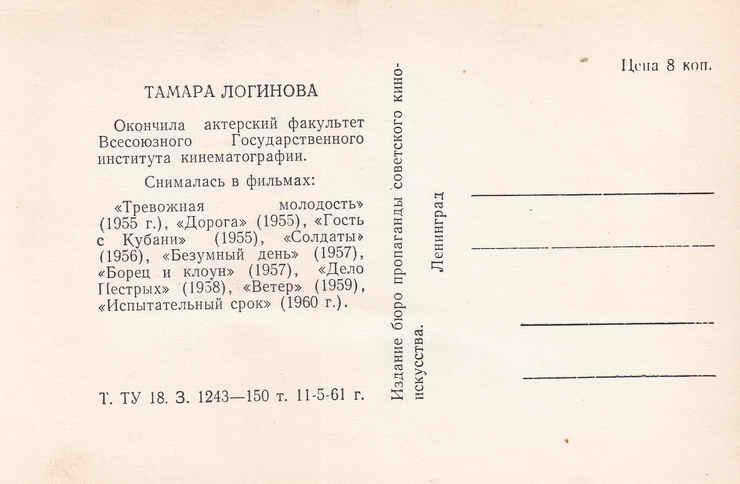 ТАМАРА ЛОГИНОВА
Окончила актерский факультет
Всесоюзного Государственного
института кинематографии.
Снималась в фильмах:
«Тревожная молодость»
(1955 г.), «Дорога» (1955), «Гость
с Кубани» (1955), «Солдаты»
(1956), «Безумный день» (1957),
«Борец и клоун» (1957), «Дело
Пестрых» (1958), «Ветер» (1959),
«Испытательный срок» (1960 г.).
Т. ТУ 18. З. 1243—150 т. 11-5-61 г.
Издание бюро пропаганды советского кино-
искусства.
Ленинград
Цена 8 коп.